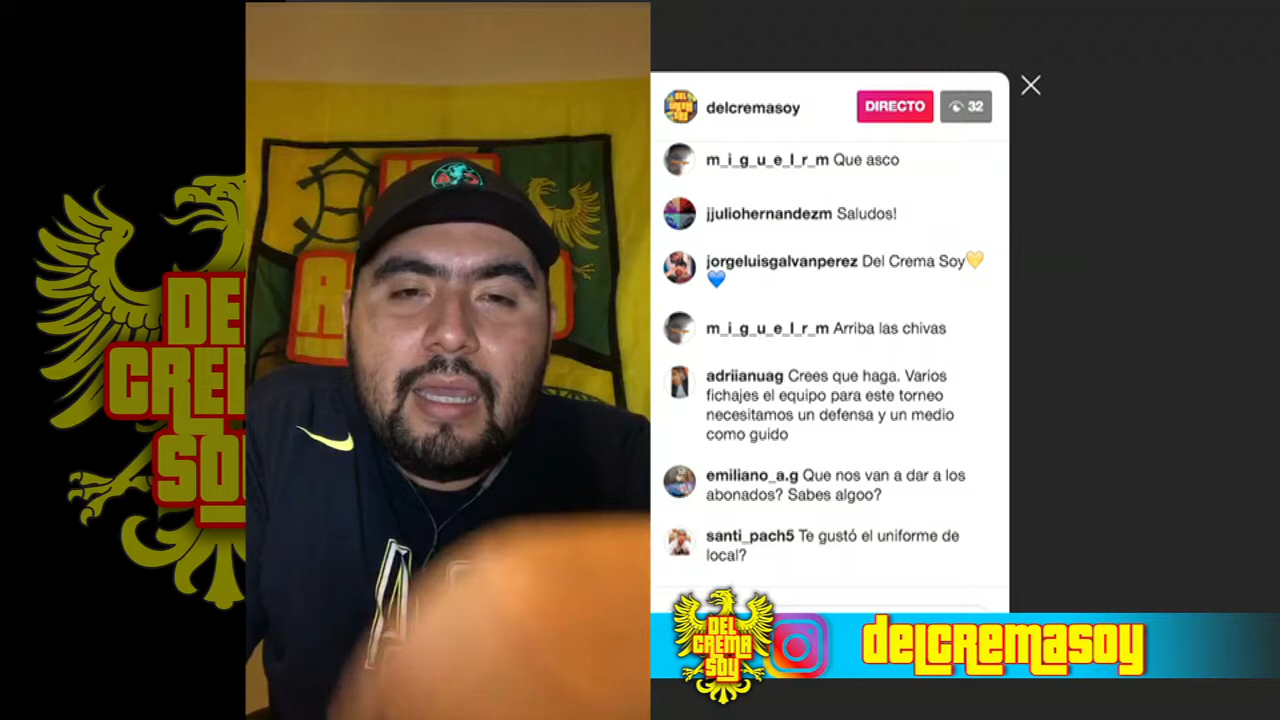 DEL
CREMA
SOY
delcremasoy
DIRECTO
32
m_i_g_u_e_l_r_m Que asco
jjuliohernandezm Saludos!
jorgeluisgalvanperez Del Crema Soy💛
💙
m_i_g_u_e_l_r_m Arriba las chivas
adriianuag Crees que haga. Varios
fichajes el equipo para este torneo
necesitamos un defensa y un medio
como guido
emiliano_a.g Que nos van a dar a los
abonados? Sabes algoo?
santi_pach5 Te gustó el uniforme de
local?
DEL
CREMA
SOY
delcremasoy